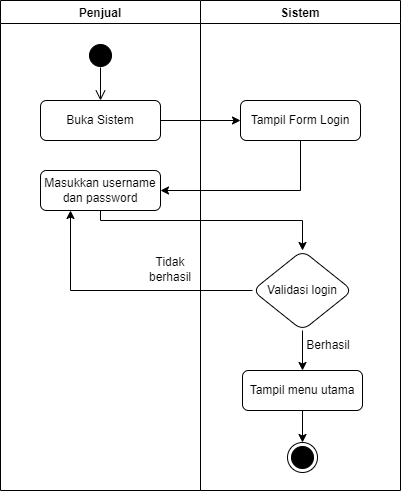 Penjual
Sistem
Buka Sistem
Tampil Form Login
Masukkan username
dan password
Tidak
berhasil
Validasi login
Berhasil
Tampil menu utama